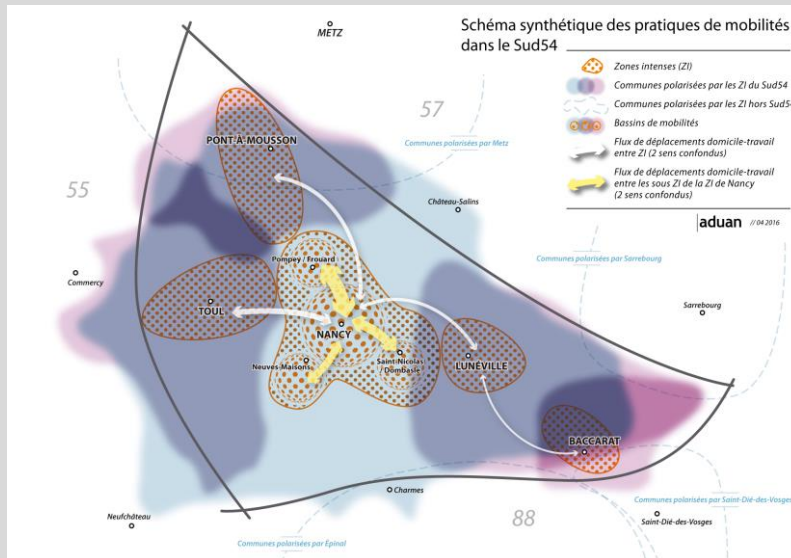 Schéma synthétique des pratiques de mobilités
dans le Sud54
Zones intenses (ZI)
Communes polarisées par les ZI du Sud54
Communes polarisées par les ZI hors Sud54
Bassins de mobilités
Flux de déplacements domicile-travail
entre ZI (2 sens confondus)
Flux de déplacements domicile-travail
entre les sous ZI de la ZI de Nancy
(2 sens confondus)
aduan // 04 2016
METZ
57
PONT-À-MOUSSON
Communes polarisées par Metz
55
Château-Salins
Pompey / Frouard
Communes polarisées par Sarrebourg
Commercy
TOUL
Sarrebourg
NANCY
Neuves-Maisons
Saint-Nicolas
/ Dombasle
LUNÉVILLE
BACCARAT
Charmes
Communes polarisées par Saint-Dié-des-Vosges
Neufchâteau
88
Saint-Dié-des-Vosges
Communes polarisées par Épinal